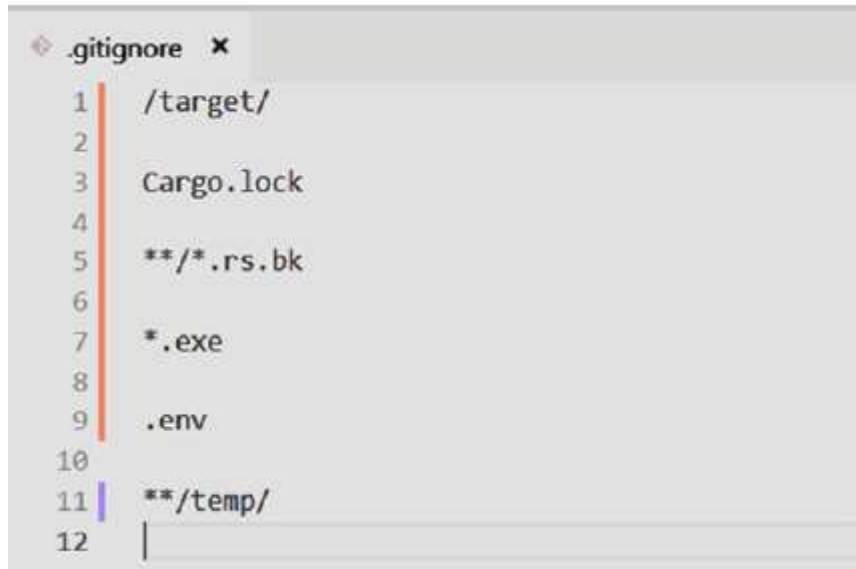 .gitignore ×
1 /target/
2
3 Cargo.lock
4
5 **/*.rs.bk
6
7 *.exe
8
9 .env
10
11 **/temp/
12